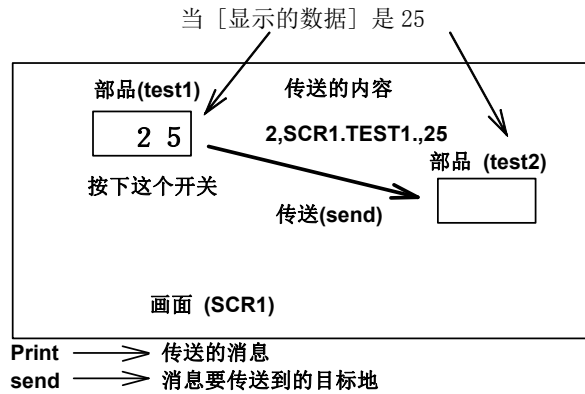 当［显示的数据］是 25
部品(test1)
传送的内容
2 5
2,SCR1.TEST1.,25
部品 (test2)
按下这个开关
传送(send)
画面 (SCR1)
Print 传送的消息
send 消息要传送到的目标地